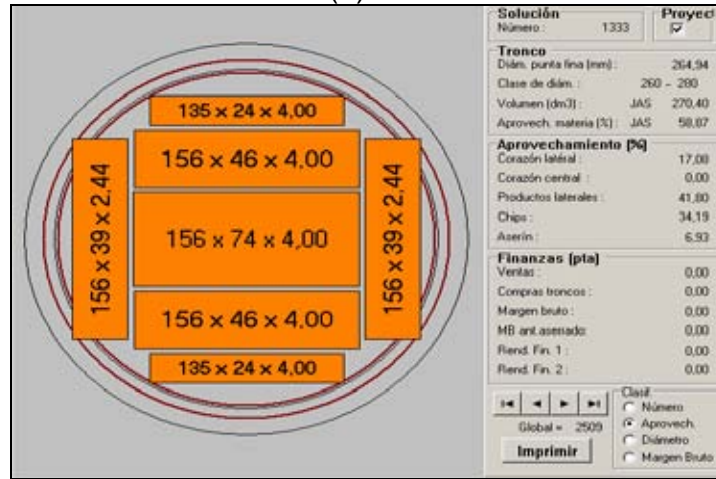 135 x 24 x 4,00
156 x 46 x 4.00
156 x 39 x 2,44
156 x 74 x 4,00
156 x 39 x 2,44
156 x 46 x 4.00
135 x 24 x 4,00
Solución
Número : 1333
Proyect
Tronco
Diám. punta fina (mm) : 264,94
Clase de diám. : 260 - 280
Volumen (dm3) : JAS 270,40
Aprovech. materia (%) : JAS 58,87
Aprovechamiento (%)
Corazón latéral : 17,08
Corazón central : 0,00
Productos laterales : 41,80
Chips : 34,19
Aserín : 6,93
Finanzas (pta)
Ventas : 0,00
Compras troncos : 0,00
Margen bruto : 0,00
MB ant.aserrado: 0,00
Rend. Fin. 1 : 0,00
Rend. Fin. 2 : 0,00
Global = 2509
Imprimir
Clasif.
Número
Aprovech.
Diámetro
Margen Bruto